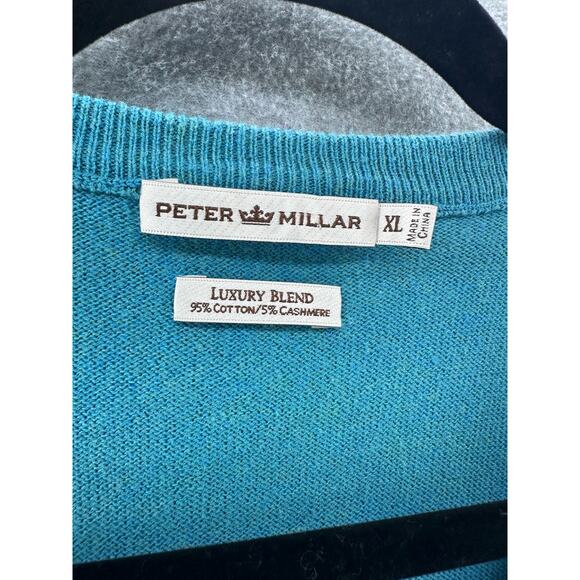 PETER MILLAR
XL
MADE IN
CHINA
LUXURY BLEND
95% COTTON/5% CASHMERE